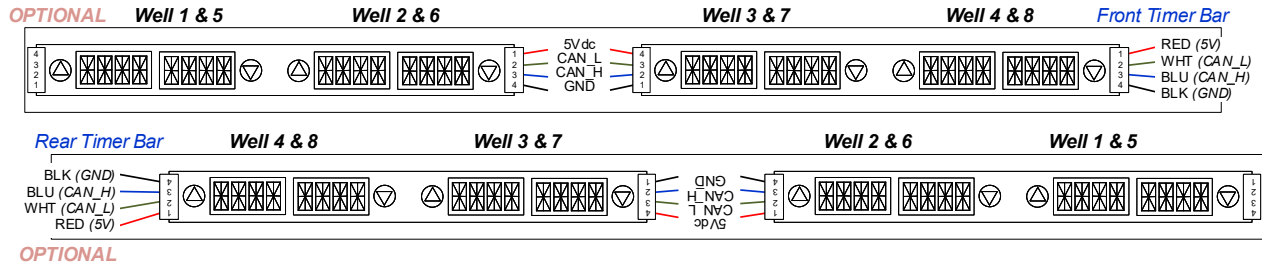 OPTIONAL Well 1 & 5 Well 2 & 6 Well 3 & 7 Well 4 & 8 Front Timer Bar
4 1 5Vdc 4 1 RED (5V)
3 2 CAN_L 3 2 WHT (CAN_L)
2 3 CAN_H 2 3 BLU (CAN_H)
1 4 GND 1 4 BLK (GND)
Rear Timer Bar Well 4 & 8 Well 3 & 7 Well 2 & 6 Well 1 & 5
BLK (GND) 4 1 GND 4 1
BLU (CAN_H) 3 2 CAN_H 3 2
WHT (CAN_L) 2 3 CAN_L 2 3
RED (5V) 1 4 5Vdc 1 4
OPTIONAL